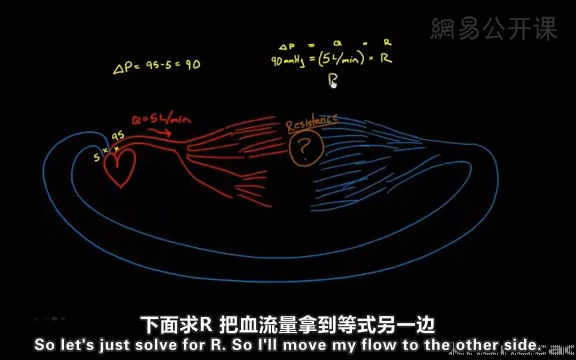 網易公开课
ΔP = Q × R
90mmHg = (5L/min) × R
ΔP = 95-5 = 90
R
Q=5L/min
Resistance
95
5
?
下面求R 把血流量拿到等式另一边
So let's just solve for R. So I'll move my flow to the other side.